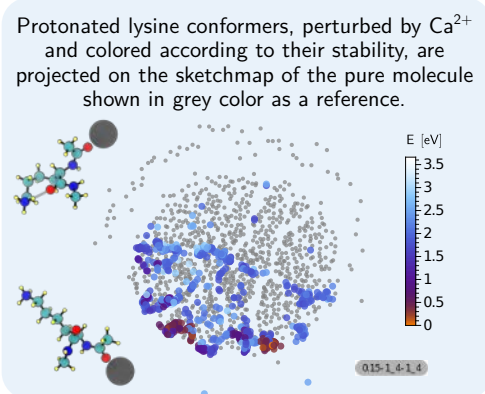 Protonated lysine conformers, perturbed by Ca²⁺
and colored according to their stability, are
projected on the sketchmap of the pure molecule
shown in grey color as a reference.
E [eV]
3.5
3
2.5
2
1.5
1
0.5
0
0.15-1_4-1_4